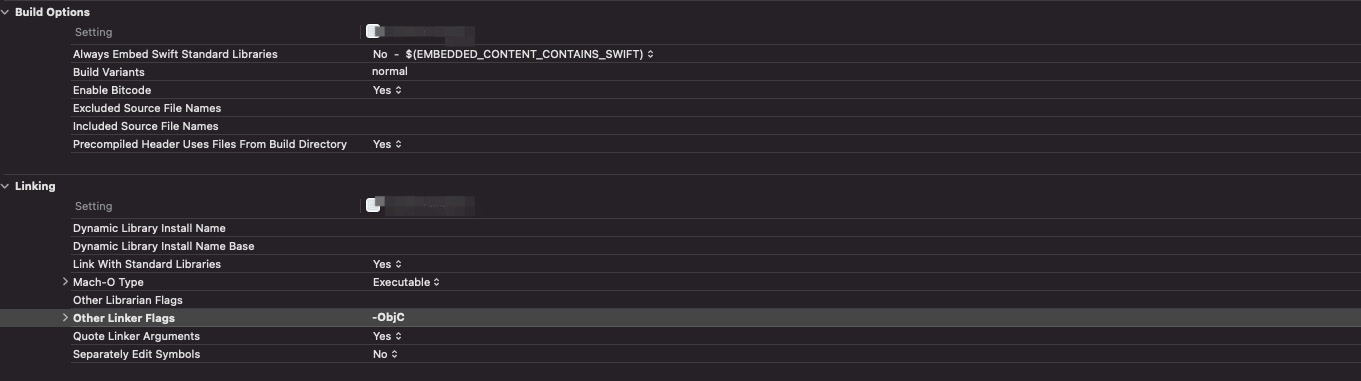 Build Options
Setting
Always Embed Swift Standard Libraries No - $(EMBEDDED_CONTENT_CONTAINS_SWIFT)
Build Variants normal
Enable Bitcode Yes
Excluded Source File Names
Included Source File Names
Precompiled Header Uses Files From Build Directory Yes
Linking
Setting
Dynamic Library Install Name
Dynamic Library Install Name Base
Link With Standard Libraries Yes
Mach-O Type Executable
Other Librarian Flags
Other Linker Flags -ObjC
Quote Linker Arguments Yes
Separately Edit Symbols No